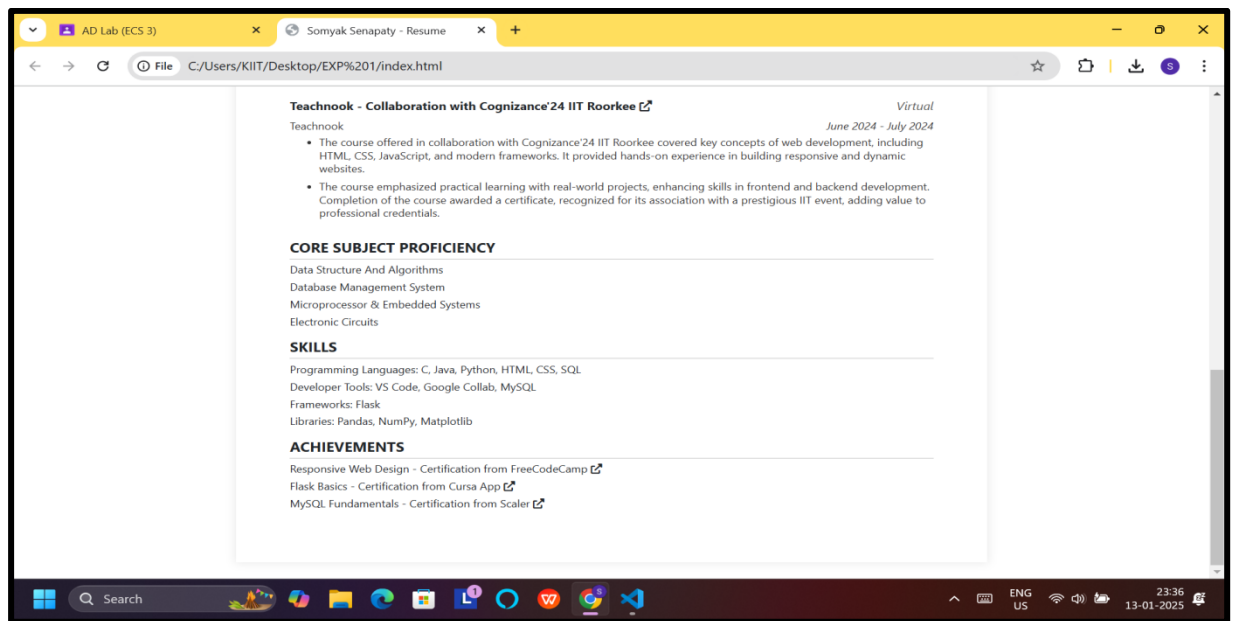 AD Lab (ECS 3)
Somyak Senapaty - Resume
File C:/Users/KIIT/Desktop/EXP%201/index.html
S
Teachnook - Collaboration with Cognizance'24 IIT Roorkee Virtual
Teachnook June 2024 - July 2024
• The course offered in collaboration with Cognizance'24 IIT Roorkee covered key concepts of web development, including
HTML, CSS, JavaScript, and modern frameworks. It provided hands-on experience in building responsive and dynamic
websites.
• The course emphasized practical learning with real-world projects, enhancing skills in frontend and backend development.
Completion of the course awarded a certificate, recognized for its association with a prestigious IIT event, adding value to
professional credentials.
CORE SUBJECT PROFICIENCY
Data Structure And Algorithms
Database Management System
Microprocessor & Embedded Systems
Electronic Circuits
SKILLS
Programming Languages: C, Java, Python, HTML, CSS, SQL
Developer Tools: VS Code, Google Collab, MySQL
Frameworks: Flask
Libraries: Pandas, NumPy, Matplotlib
ACHIEVEMENTS
Responsive Web Design - Certification from FreeCodeCamp
Flask Basics - Certification from Cursa App
MySQL Fundamentals - Certification from Scaler
Search
L 1
W
S
ENG
US
23:36
13-01-2025